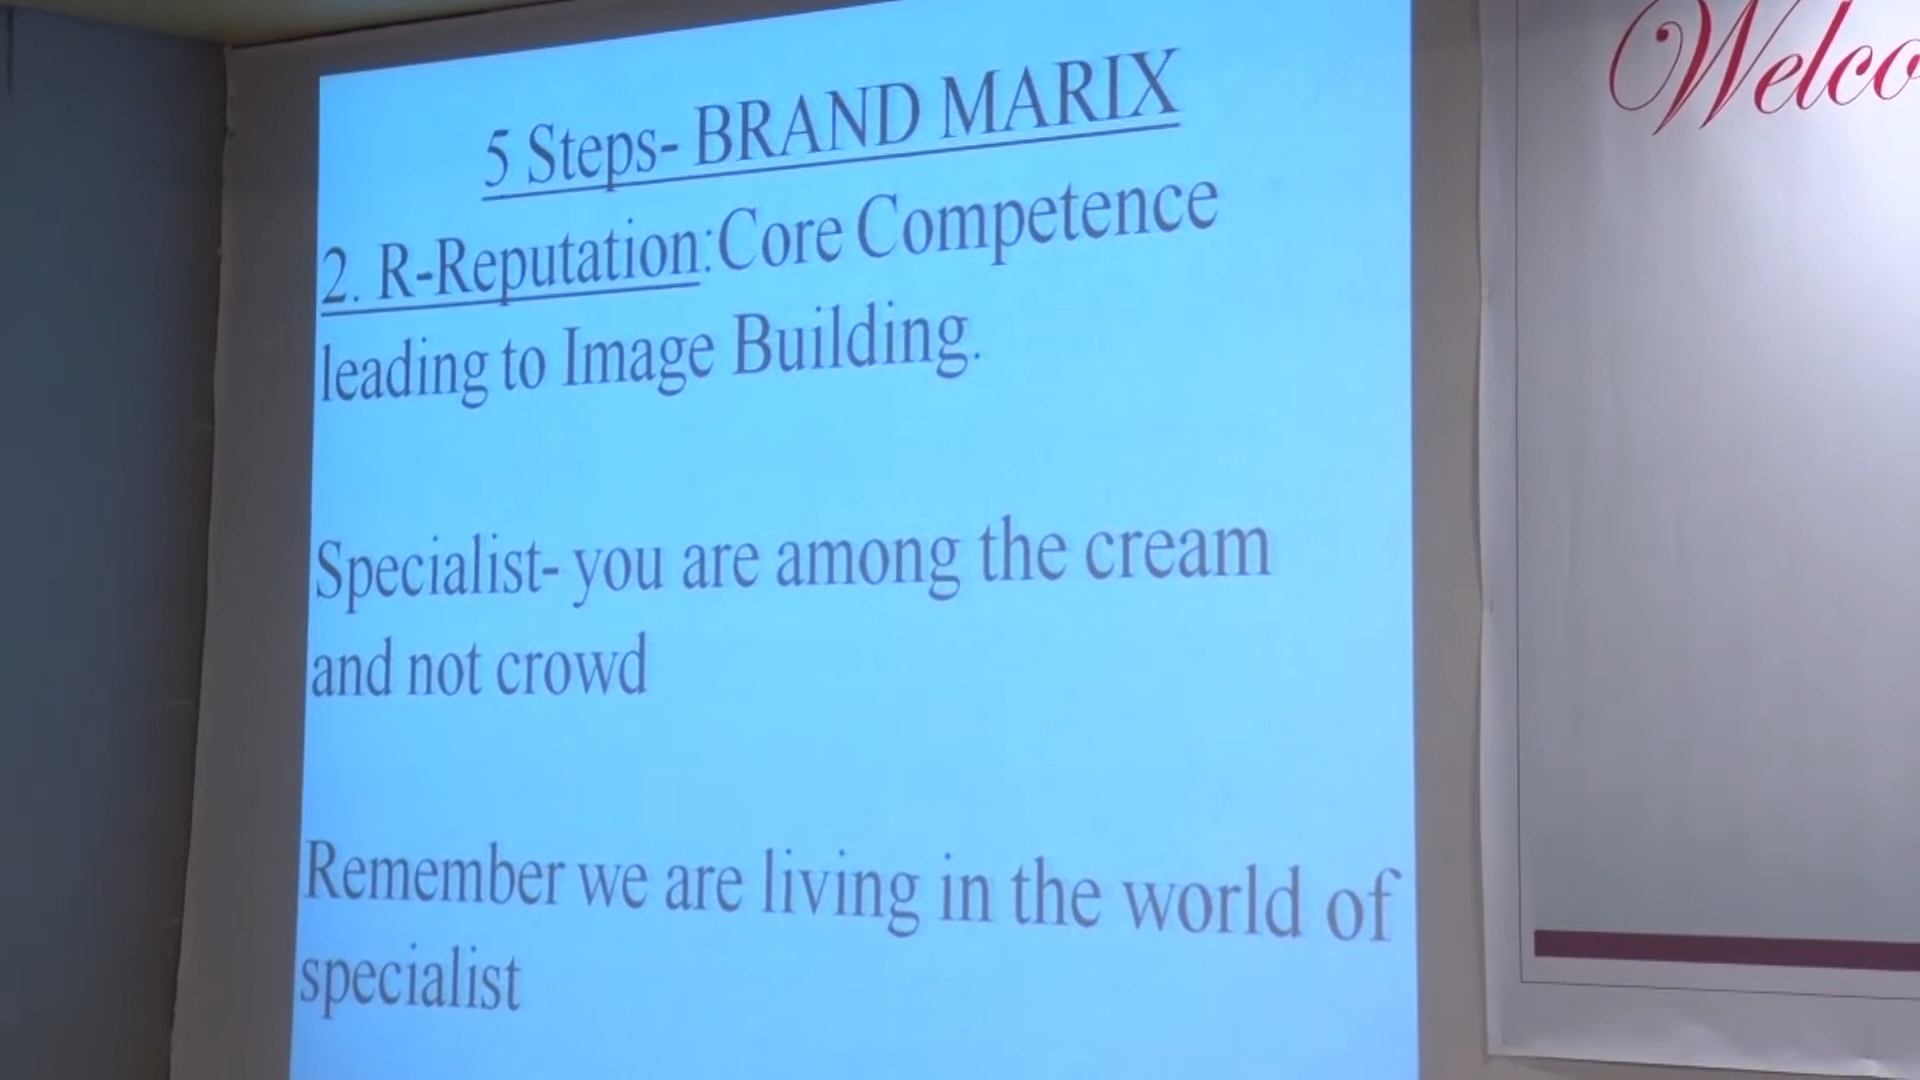 5 Steps- BRAND MARIX
2. R-Reputation:Core Competence
leading to Image Building.
Specialist- you are among the cream
and not crowd
Remember we are living in the world of
specialist
Welco